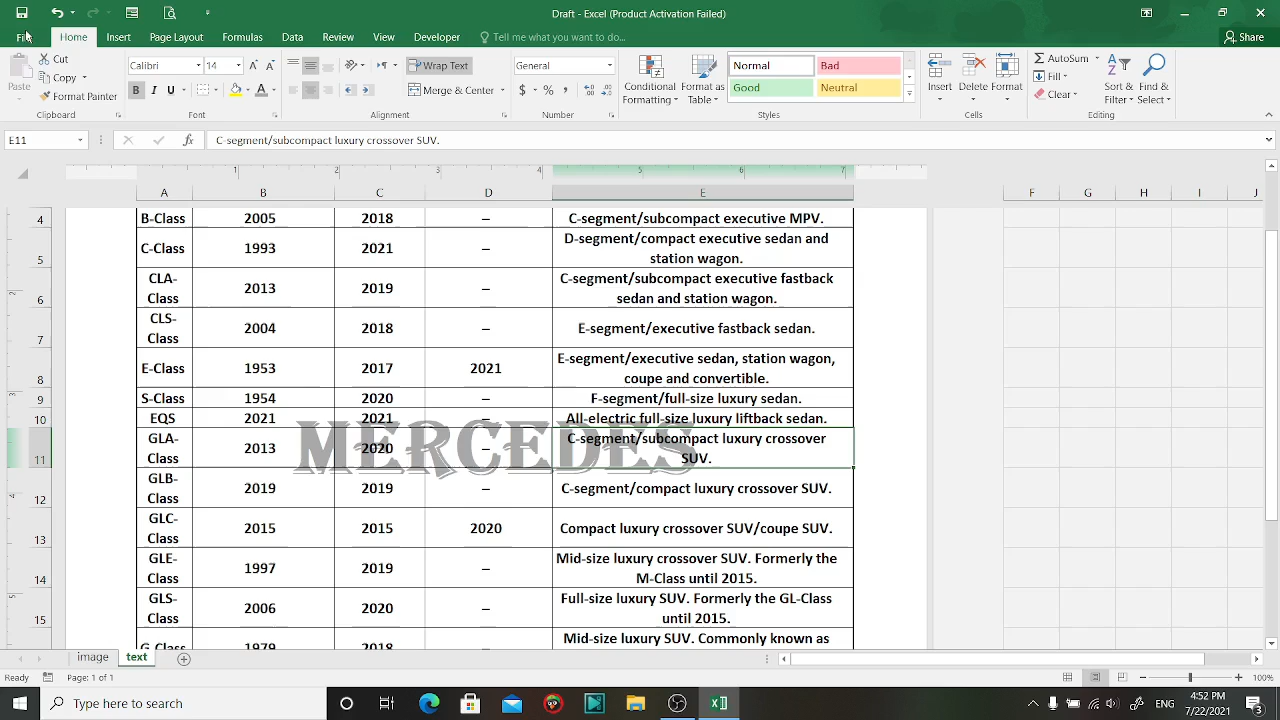 Draft - Excel (Product Activation Failed)
File Home Insert Page Layout Formulas Data Review View Developer Tell me what you want to do... Share
Paste Cut Copy Format Painter Clipboard
Calibri 14 B I U A Font
Wrap Text Merge & Center Alignment
General $ % , Number
Conditional Formatting Format as Table Normal Bad Good Neutral Styles
Insert Delete Format Cells
AutoSum Fill Clear Sort & Filter Find & Select Editing
E11 fx C-segment/subcompact luxury crossover SUV.
1 2 3 4 5 6 7
A B C D E F G H I J
4 B-Class 2005 2018 – C-segment/subcompact executive MPV.
5 C-Class 1993 2021 – D-segment/compact executive sedan and
station wagon.
6 CLA-Class 2013 2019 – C-segment/subcompact executive fastback
sedan and station wagon.
7 CLS-Class 2004 2018 – E-segment/executive fastback sedan.
8 E-Class 1953 2017 2021 E-segment/executive sedan, station wagon,
coupe and convertible.
9 S-Class 1954 2020 – F-segment/full-size luxury sedan.
10 EQS 2021 2021 – All-electric full-size luxury liftback sedan.
MERCEDES
11 GLA-Class 2013 2020 – C-segment/subcompact luxury crossover
SUV.
12 GLB-Class 2019 2019 – C-segment/compact luxury crossover SUV.
13 GLC-Class 2015 2015 2020 Compact luxury crossover SUV/coupe SUV.
14 GLE-Class 1997 2019 – Mid-size luxury crossover SUV. Formerly the
M-Class until 2015.
15 GLS-Class 2006 2020 – Full-size luxury SUV. Formerly the GL-Class
until 2015.
G-Class 1979 2018 – Mid-size luxury SUV. Commonly known as
image text
Ready Page: 1 of 1 100%
Type here to search ENG 4:52 PM
7/22/2021